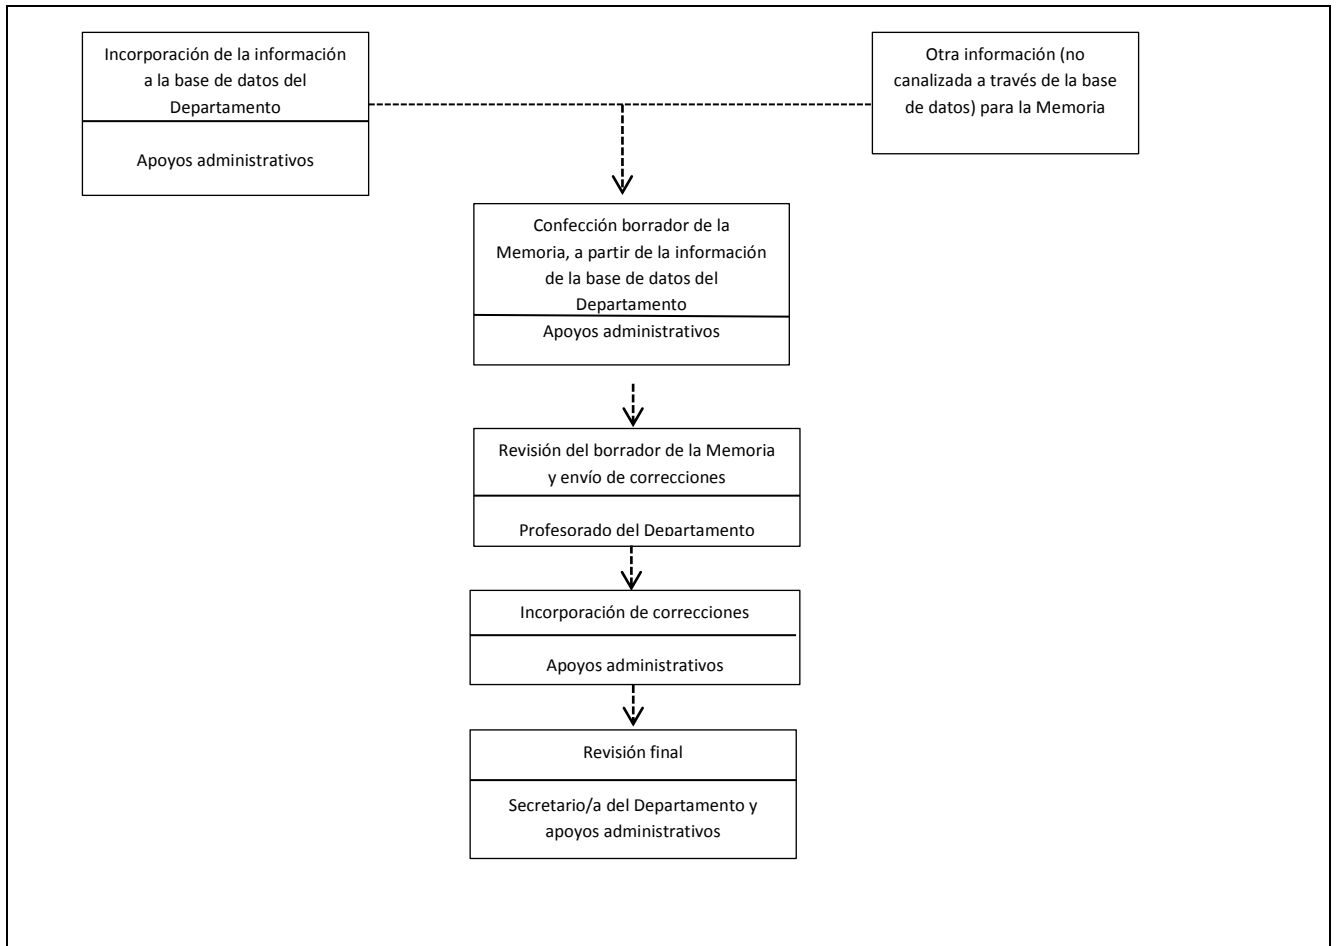 Incorporación de la información
a la base de datos del
Departamento
Apoyos administrativos
Otra información (no
canalizada a través de la base
de datos) para la Memoria
Confección borrador de la
Memoria, a partir de la información
de la base de datos del
Departamento
Apoyos administrativos
Revisión del borrador de la Memoria
y envío de correcciones
Profesorado del Departamento
Incorporación de correcciones
Apoyos administrativos
Revisión final
Secretario/a del Departamento y
apoyos administrativos